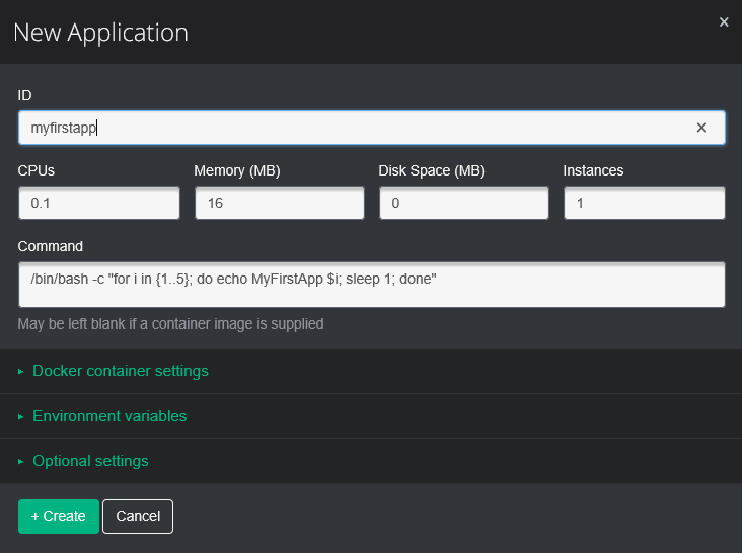 New Application
x
ID
myfirstapp
CPUs Memory (MB) Disk Space (MB) Instances
0.1 16 0 1
Command
/bin/bash -c "for i in {1..5}; do echo MyFirstApp $i; sleep 1; done"
May be left blank if a container image is supplied
Docker container settings
Environment variables
Optional settings
+ Create Cancel